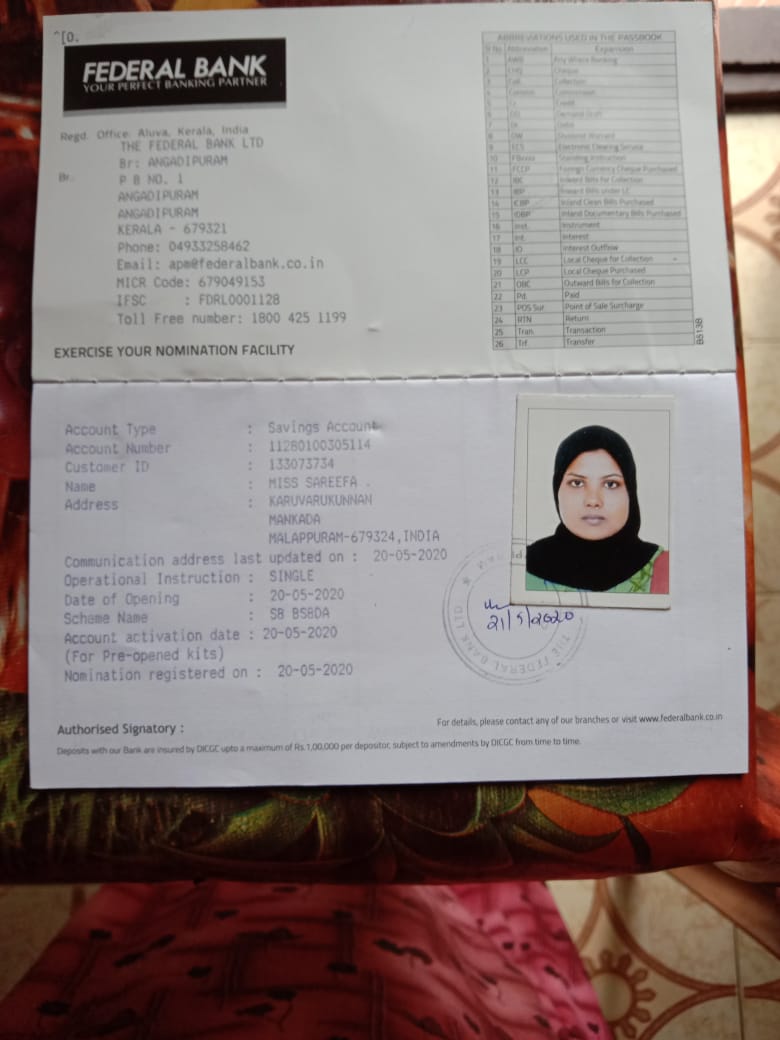 ^[0.
FEDERAL BANK
YOUR PERFECT BANKING PARTNER
Regd. Office: Aluva, Kerala, India
THE FEDERAL BANK LTD
Br: ANGADIPURAM
Br. P B NO. 1
ANGADIPURAM
ANGADIPURAM
KERALA - 679321
Phone: 04933258462
Email: apm@federalbank.co.in
MICR Code: 679049153
IFSC : FDRL0001128
Toll Free number: 1800 425 1199
EXERCISE YOUR NOMINATION FACILITY
ABBREVIATIONS USED IN THE PASSBOOK
Sl No. Abbreviation Expansion
1 AWB Any Where Banking
2 Cheque
3 Coll. Collection
4 Commission
5 Cr. Credit
6 DD Demand Draft
7 Dr. Debit
8 DW Dividend Warrant
9 ECS Electronic Clearing Service
10 Standing Instruction
11 FCCP Foreign Currency Cheque Purchased
12 IBC Inward Bills for Collection
13 IBP Inward Bills under LC
14 ICBP Inland Clean Bills Purchased
15 IDBP Inland Documentary Bills Purchased
16 Inst. Instrument
17 Int. Interest
18 IO Interest Outflow
19 LCC Local Cheque for Collection
20 LCP Local Cheque Purchased
21 OBC Outward Bills for Collection
22 Pd. Paid
23 POS Sur Point of Sale Surcharge
24 RTN Return
25 Tran. Transaction
26 Trf. Transfer
BS13B
Account Type : Savings Account
Account Number : 11280100305114
Customer ID : 133073734
Name : MISS SAREEFA .
Address : KARUVARUKUNNAN
MANKADA
MALAPPURAM-679324,INDIA
Communication address last updated on : 20-05-2020
Operational Instruction : SINGLE
Date of Opening : 20-05-2020
Scheme Name : SB BSBDA
Account activation date : 20-05-2020
(For Pre-opened kits)
Nomination registered on : 20-05-2020
21/5/2020
THE FEDERAL BANK LTD.
Authorised Signatory :
For details, please contact any of our branches or visit www.federalbank.co.in
Deposits with our Bank are insured by DICGC upto a maximum of Rs.1,00,000 per depositor, subject to amendments by DICGC from time to time.